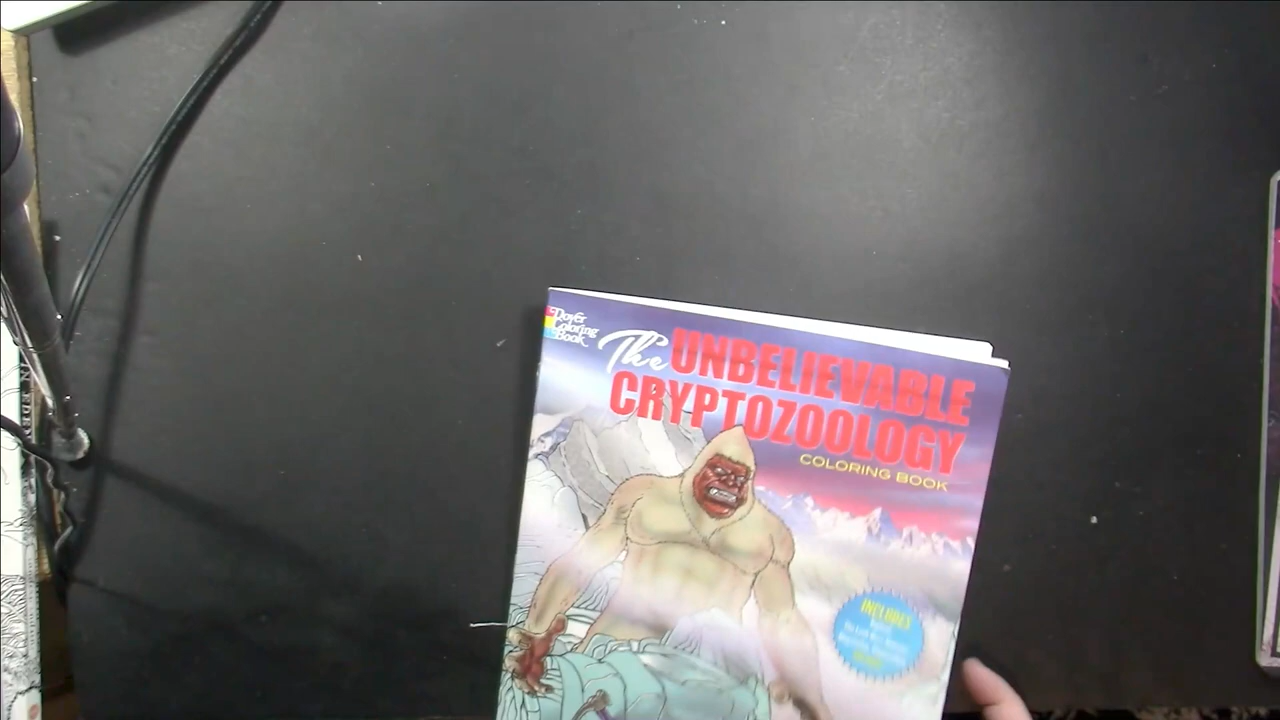 Dover
Coloring
Book
The UNBELIEVABLE
CRYPTOZOOLOGY
COLORING BOOK
INCLUDES